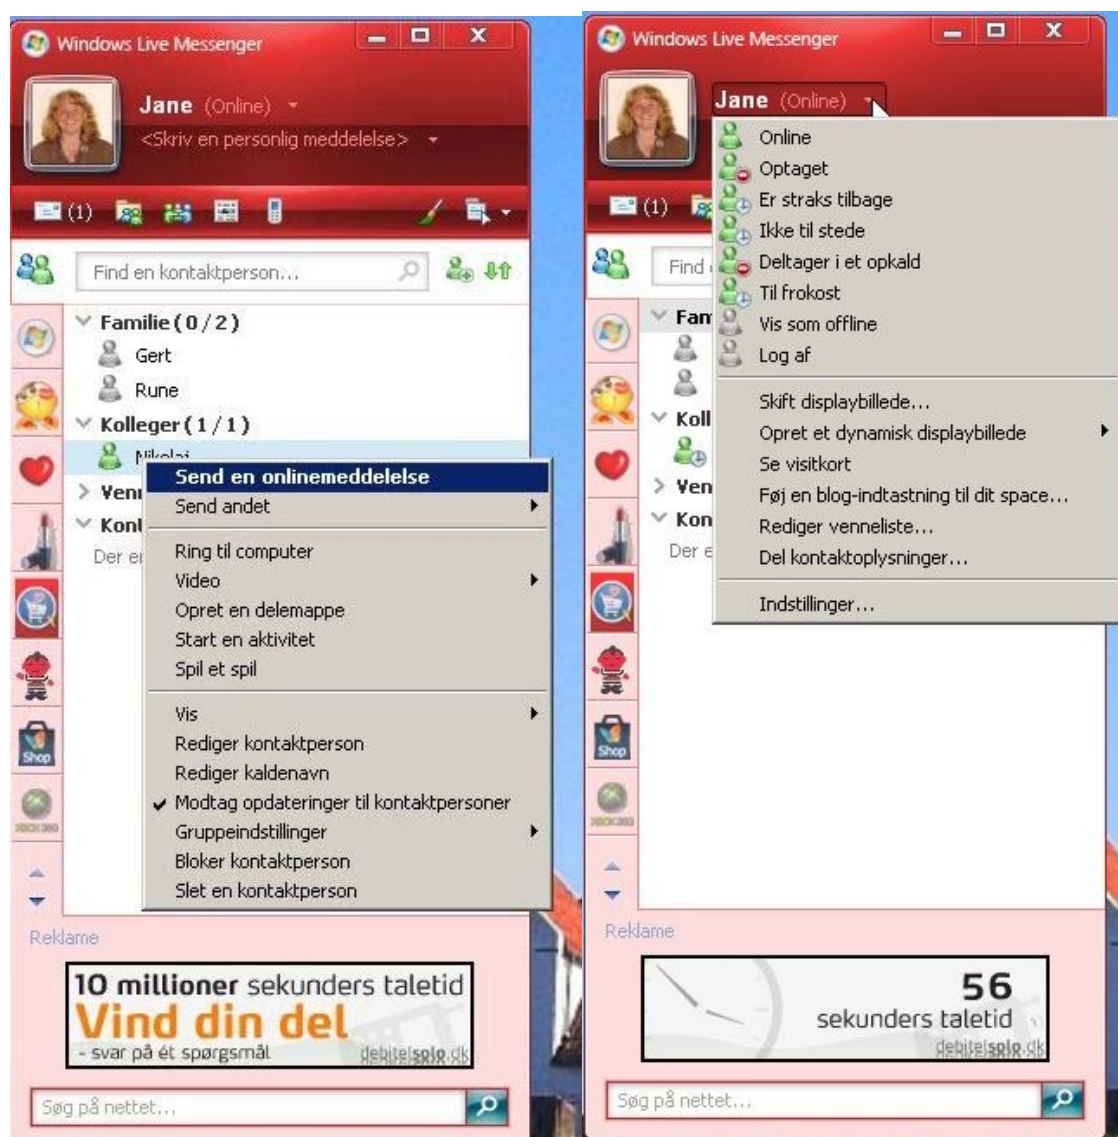 Windows Live Messenger
Jane (Online)
<Skriv en personlig meddelelse>
(1)
Find en kontaktperson...
Familie ( 0 / 2 )
Gert
Rune
Kolleger ( 1 / 1 )
Nikolaj
Send en onlinemeddelelse
Send andet
Ring til computer
Video
Opret en delemappe
Start en aktivitet
Spil et spil
Vis
Rediger kontaktperson
Rediger kaldenavn
Modtag opdateringer til kontaktpersoner
Gruppeindstillinger
Bloker kontaktperson
Slet en kontaktperson
Venn
Kont
Der er
Shop
XBOX 360
Reklame
10 millioner sekunders taletid
Vind din del
- svar på ét spørgsmål
debitelsolo.dk
Søg på nettet...
Windows Live Messenger
Jane (Online)
Online
Optaget
Er straks tilbage
Ikke til stede
Deltager i et opkald
Til frokost
Vis som offline
Log af
Skift displaybillede...
Opret et dynamisk displaybillede
Se visitkort
Føj en blog-indtastning til dit space...
Rediger venneliste...
Del kontaktoplysninger...
Indstillinger...
(1)
Find
Fam
Koll
Ven
Kon
Der e
Shop
XBOX 360
Reklame
56
sekunders taletid
debitelsolo.dk
Søg på nettet...